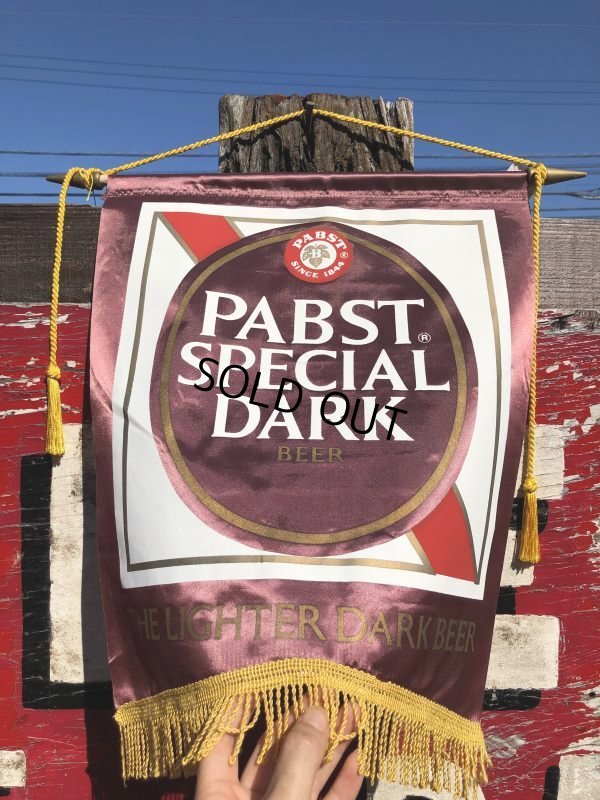 PABST®
B
SINCE 1844
PABST®
SPECIAL
DARK
SOLD OUT
BEER
THE LIGHTER DARK BEER